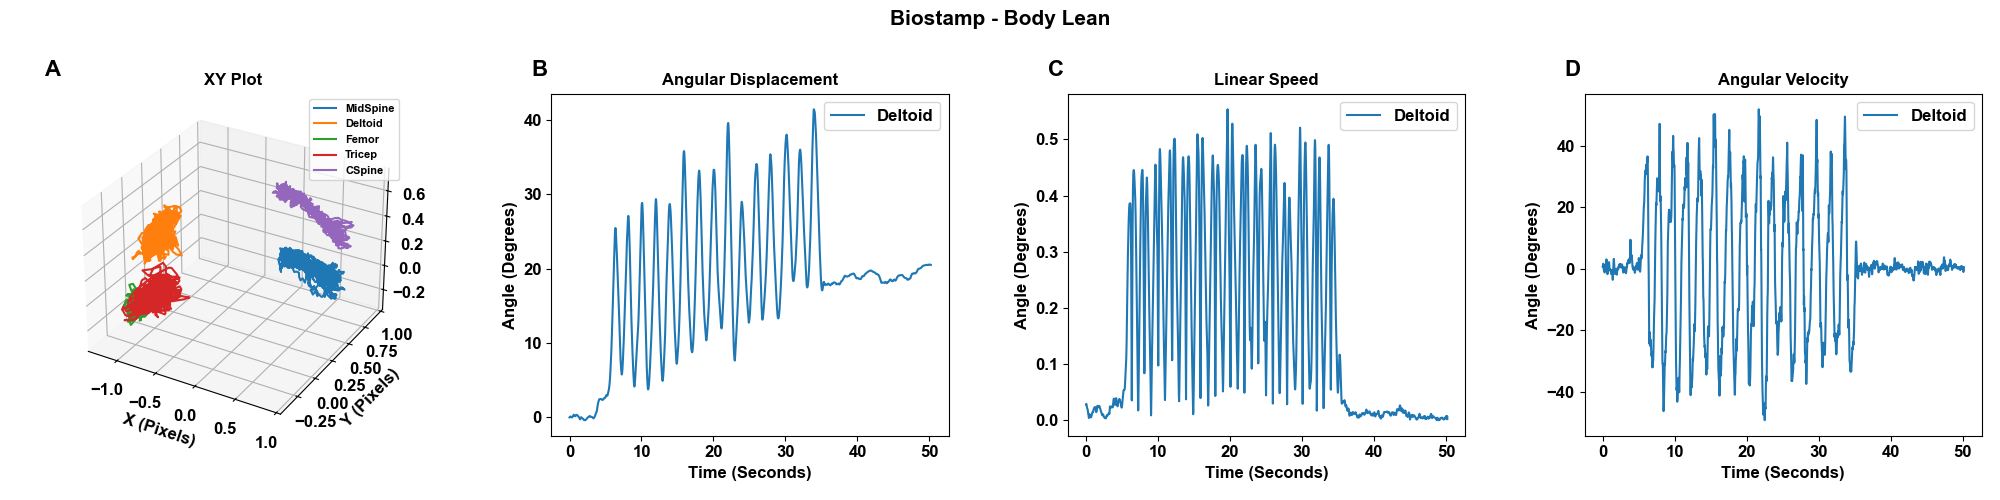 Biostamp - Body Lean
A
XY Plot
MidSpine
Deltoid
Femor
Tricep
CSpine
0.6
0.4
0.2
0.0
−0.2
1.00
0.75
0.50
0.25
0.00
−0.25
Y (Pixels)
−1.0
−0.5
0.0
0.5
1.0
X (Pixels)
B
Angular Displacement
Deltoid
40
30
20
10
0
Angle (Degrees)
0 10 20 30 40 50
Time (Seconds)
C
Linear Speed
Deltoid
0.5
0.4
0.3
0.2
0.1
0.0
Angle (Degrees)
0 10 20 30 40 50
Time (Seconds)
D
Angular Velocity
Deltoid
40
20
0
−20
−40
Angle (Degrees)
0 10 20 30 40 50
Time (Seconds)